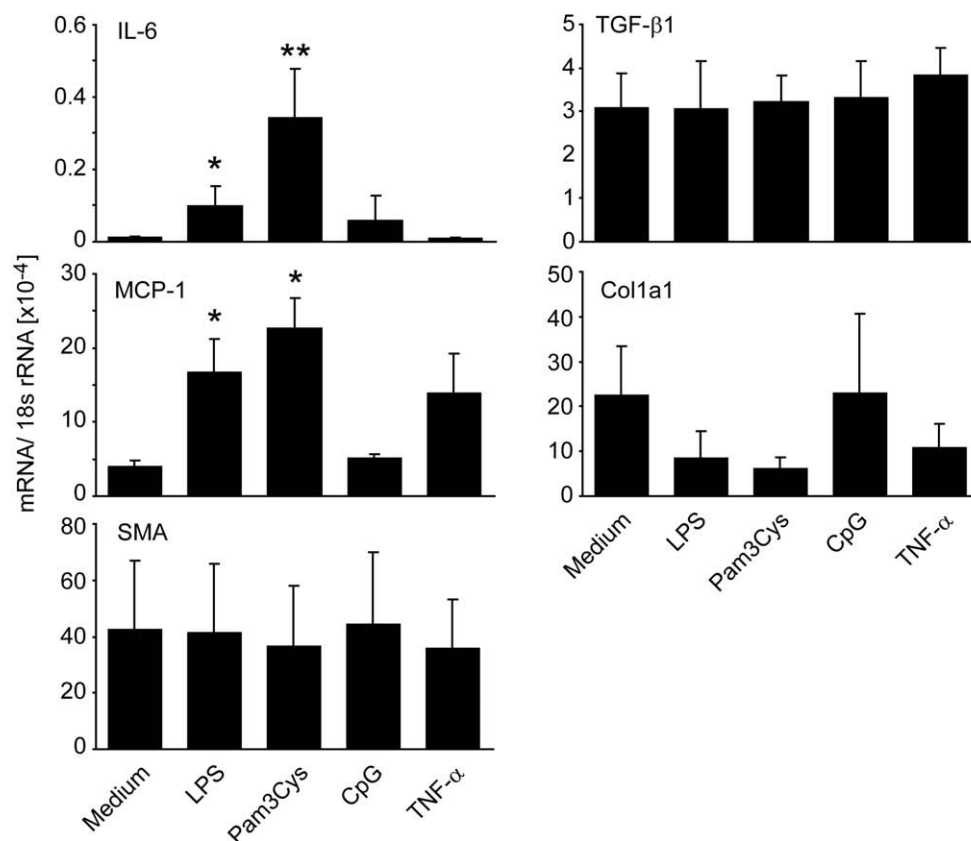 mRNA/ 18s rRNA [x10⁻⁴]
IL-6
0.6
0.4
0.2
0
*
**
TGF-β1
5
4
3
2
1
0
MCP-1
30
20
10
0
*
*
Col1a1
50
40
30
20
10
0
Medium
LPS
Pam3Cys
CpG
TNF-α
SMA
80
60
40
20
0
Medium
LPS
Pam3Cys
CpG
TNF-α